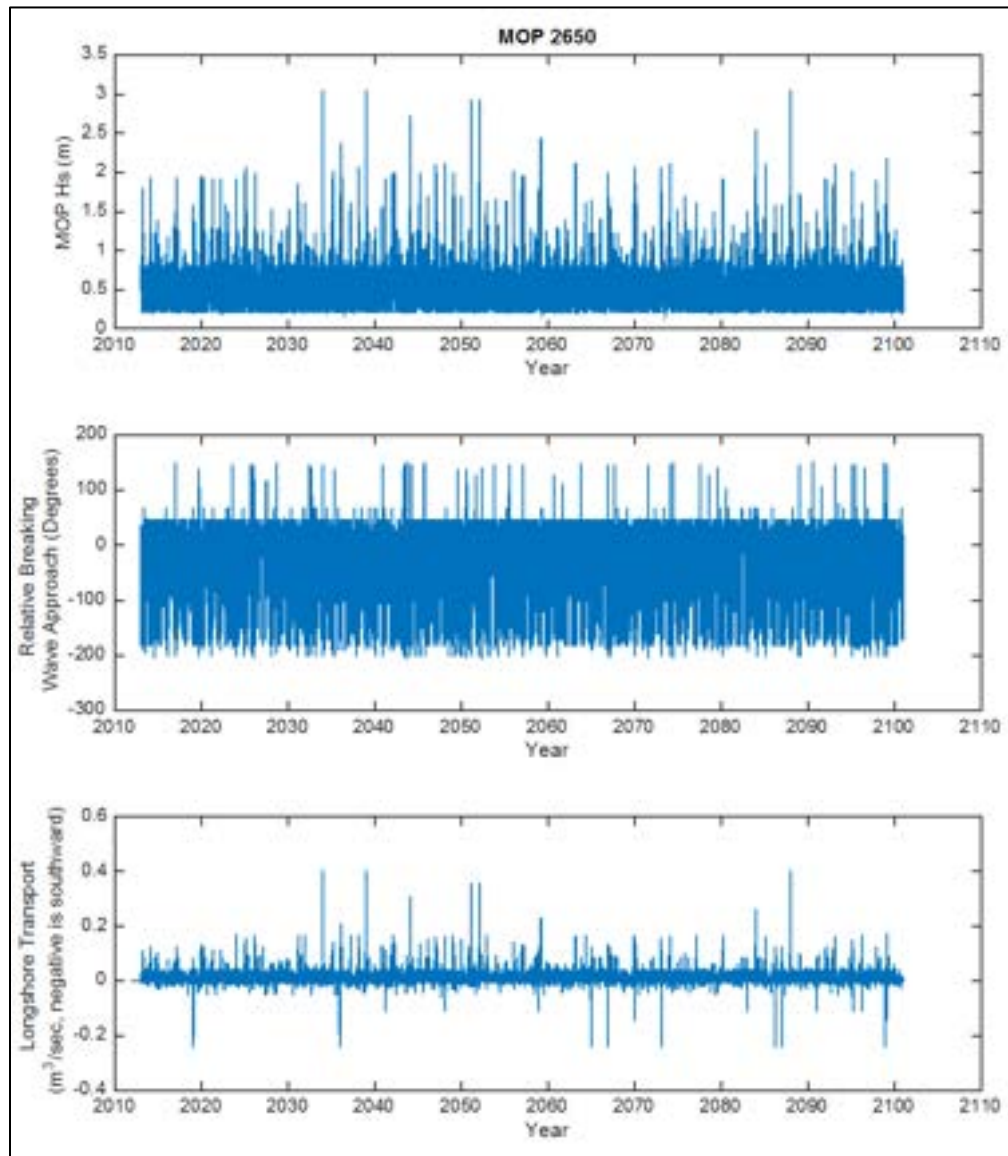 MOP 2650
3.5
3
2.5
2
1.5
1
0.5
0
MOP Hs (m)
2010 2020 2030 2040 2050 2060 2070 2080 2090 2100 2110
Year
200
100
0
-100
-200
-300
Relative Breaking
Wave Approach (Degrees)
2010 2020 2030 2040 2050 2060 2070 2080 2090 2100 2110
Year
0.6
0.4
0.2
0
-0.2
-0.4
Longshore Transport
(m³/sec, negative is southward)
2010 2020 2030 2040 2050 2060 2070 2080 2090 2100 2110
Year